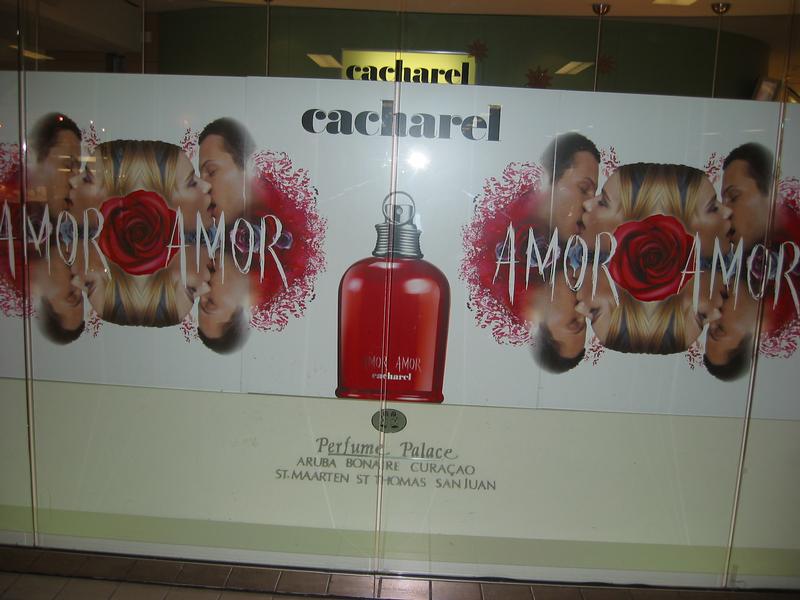 cacharel
cacharel
AMOR AMOR
AMOR AMOR
AMOR AMOR
cacharel
Perfume Palace
ARUBA BONAIRE CURAÇAO
ST. MAARTEN ST THOMAS SAN JUAN